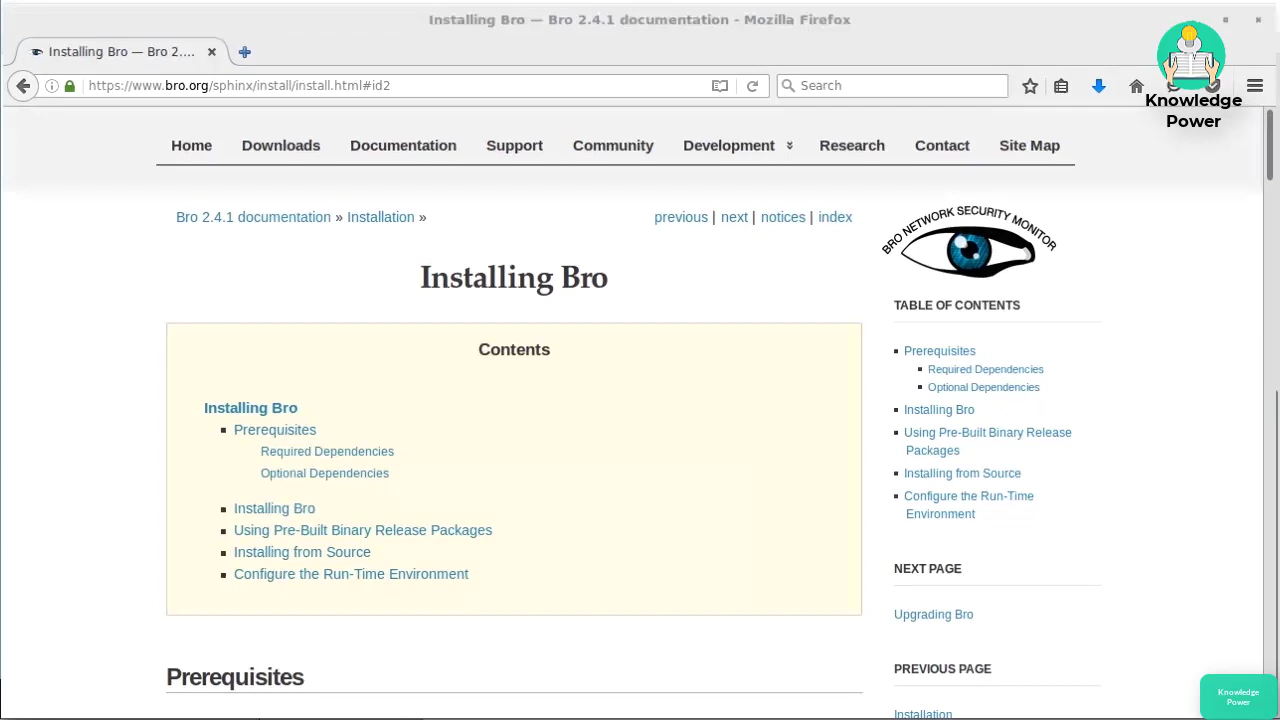 Installing Bro — Bro 2.4.1 documentation - Mozilla Firefox
Installing Bro — Bro 2....
https://www.bro.org/sphinx/install/install.html#id2
Search
Knowledge
Power
Home Downloads Documentation Support Community Development Research Contact Site Map
Bro 2.4.1 documentation » Installation »
previous | next | notices | index
BRO NETWORK SECURITY MONITOR
Installing Bro
Contents
Installing Bro
Prerequisites
Required Dependencies
Optional Dependencies
Installing Bro
Using Pre-Built Binary Release Packages
Installing from Source
Configure the Run-Time Environment
Prerequisites
TABLE OF CONTENTS
Prerequisites
Required Dependencies
Optional Dependencies
Installing Bro
Using Pre-Built Binary Release
Packages
Installing from Source
Configure the Run-Time
Environment
NEXT PAGE
Upgrading Bro
PREVIOUS PAGE
Installation
Knowledge
Power